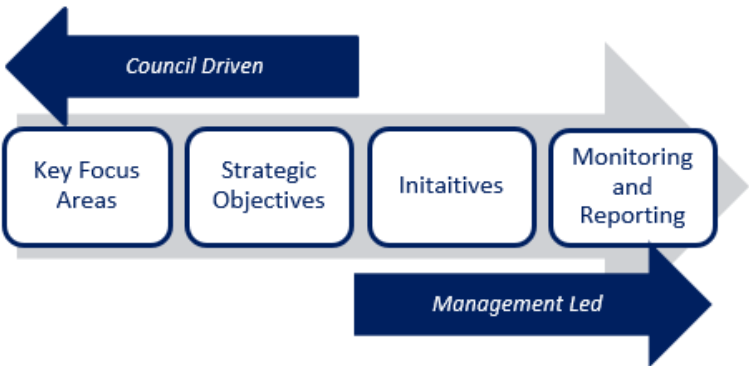 Council Driven
Key Focus
Areas
Strategic
Objectives
Initaitives
Monitoring
and
Reporting
Management Led